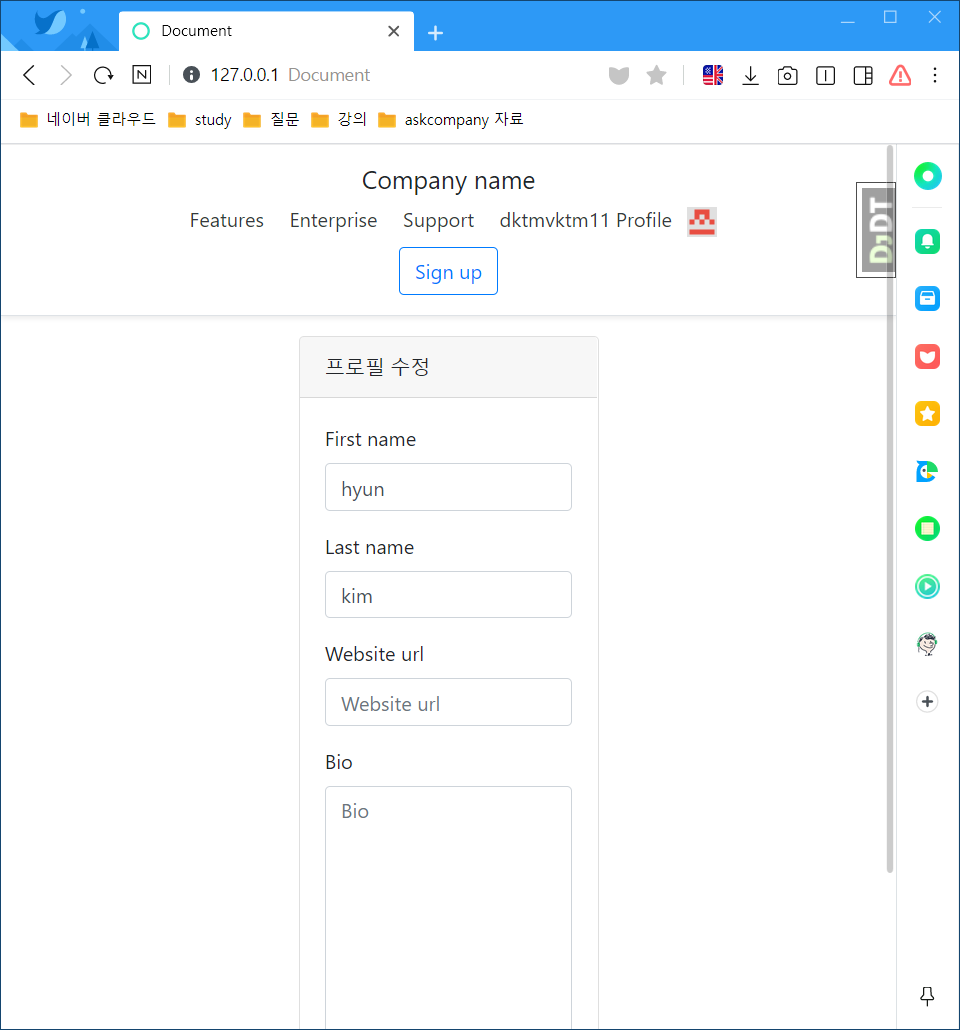 Document
N 127.0.0.1 Document
네이버 클라우드 study 질문 강의 askcompany 자료
Company name
Features Enterprise Support dktmvktm11 Profile
Sign up
DjDT
프로필 수정
First name
hyun
Last name
kim
Website url
Website url
Bio
Bio